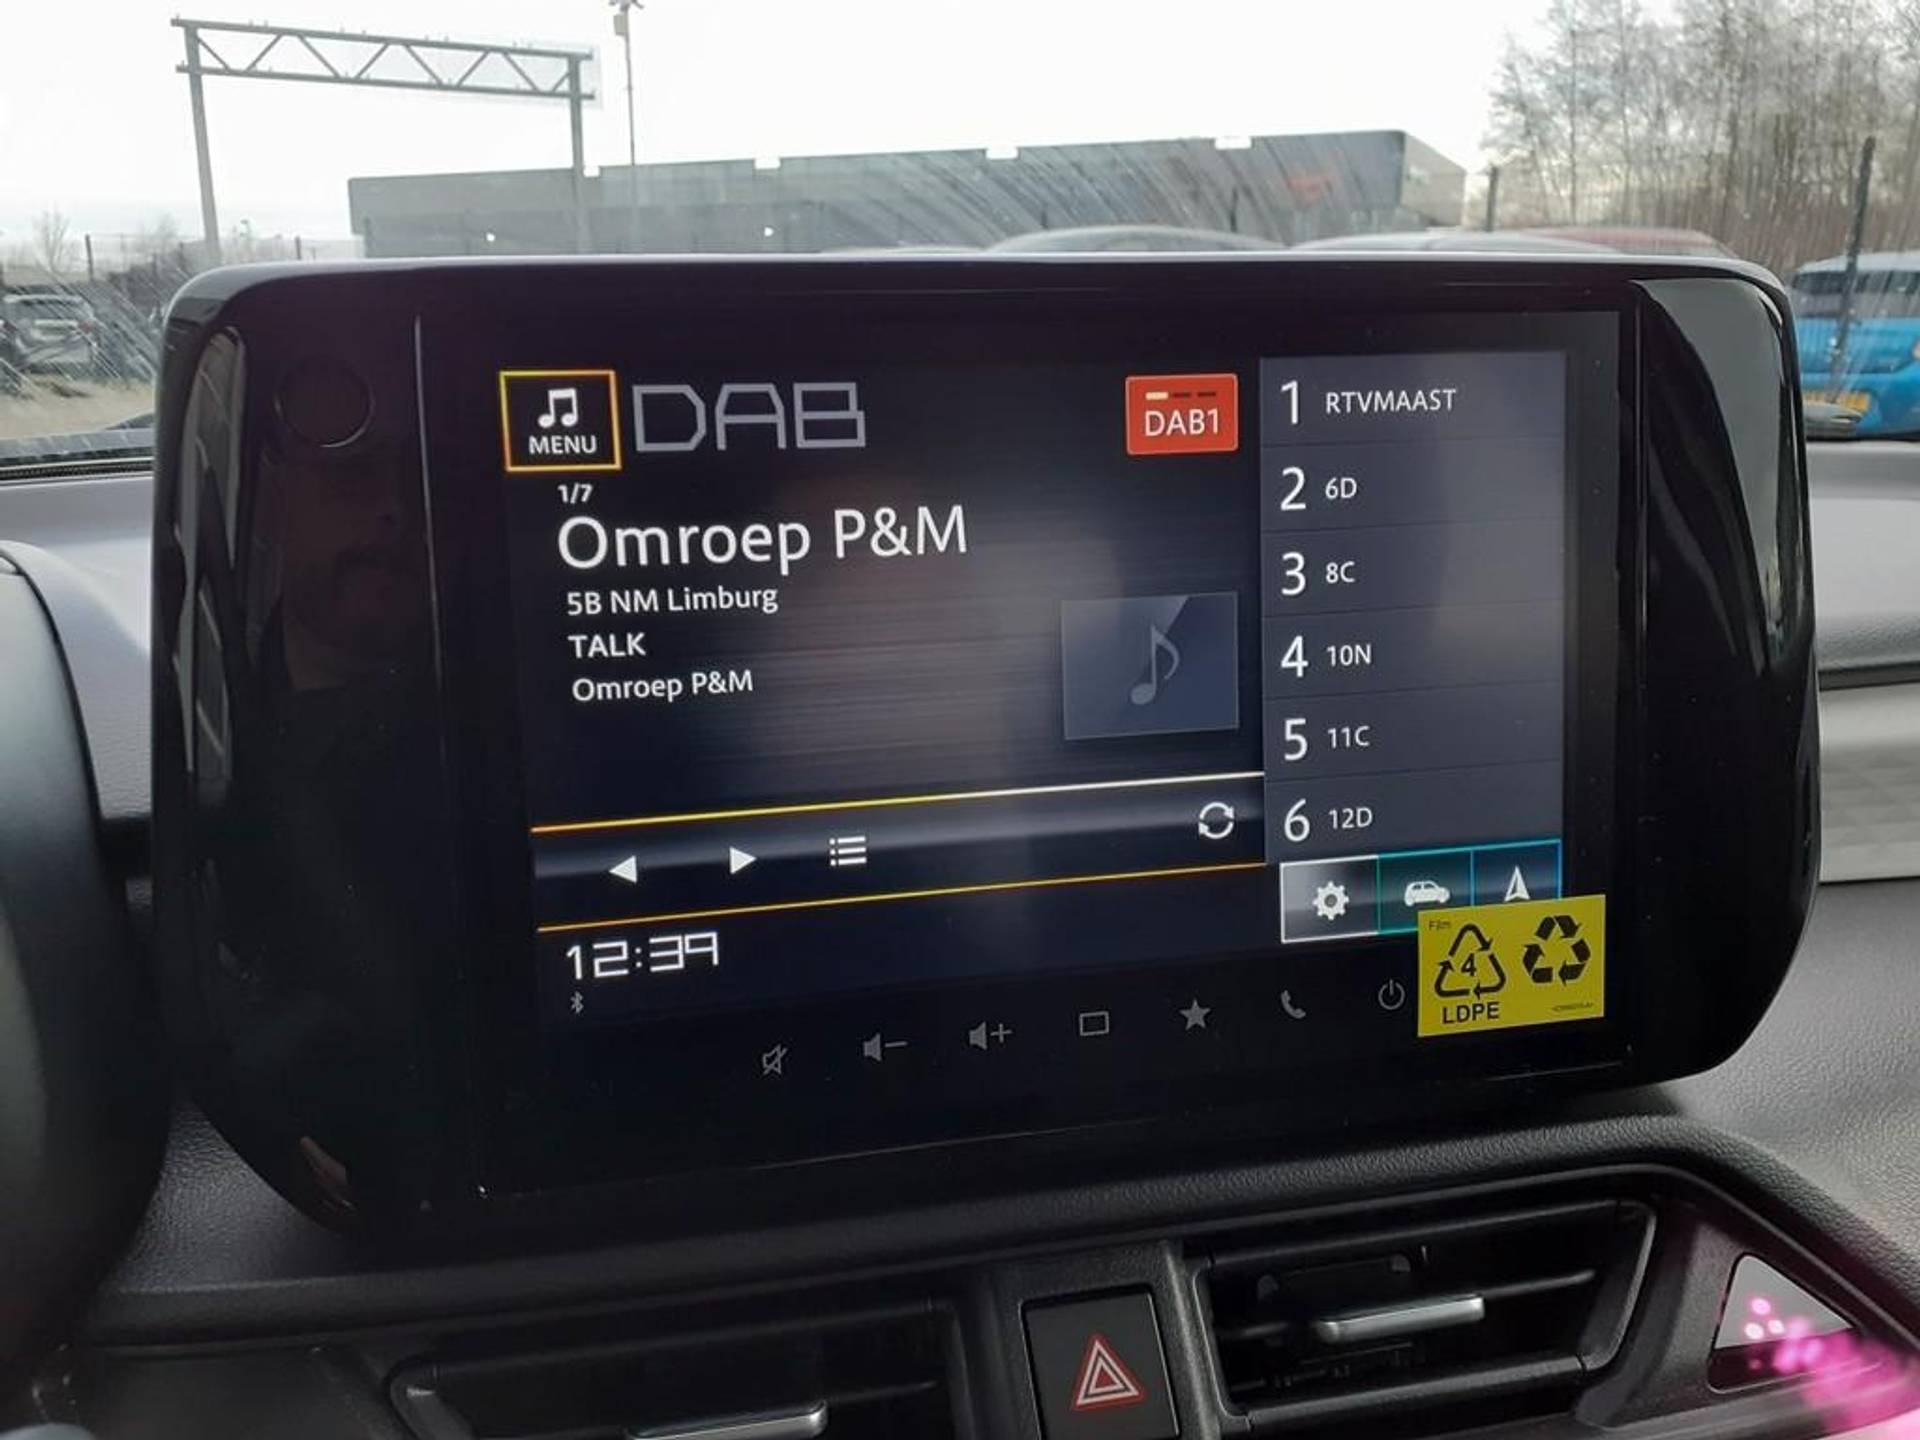 MENU
DAB
DAB1
1/7
Omroep P&M
5B NM Limburg
TALK
Omroep P&M
1 RTVMAAST
2 6D
3 8C
4 10N
5 11C
6 12D
12:39
Film
4
LDPE